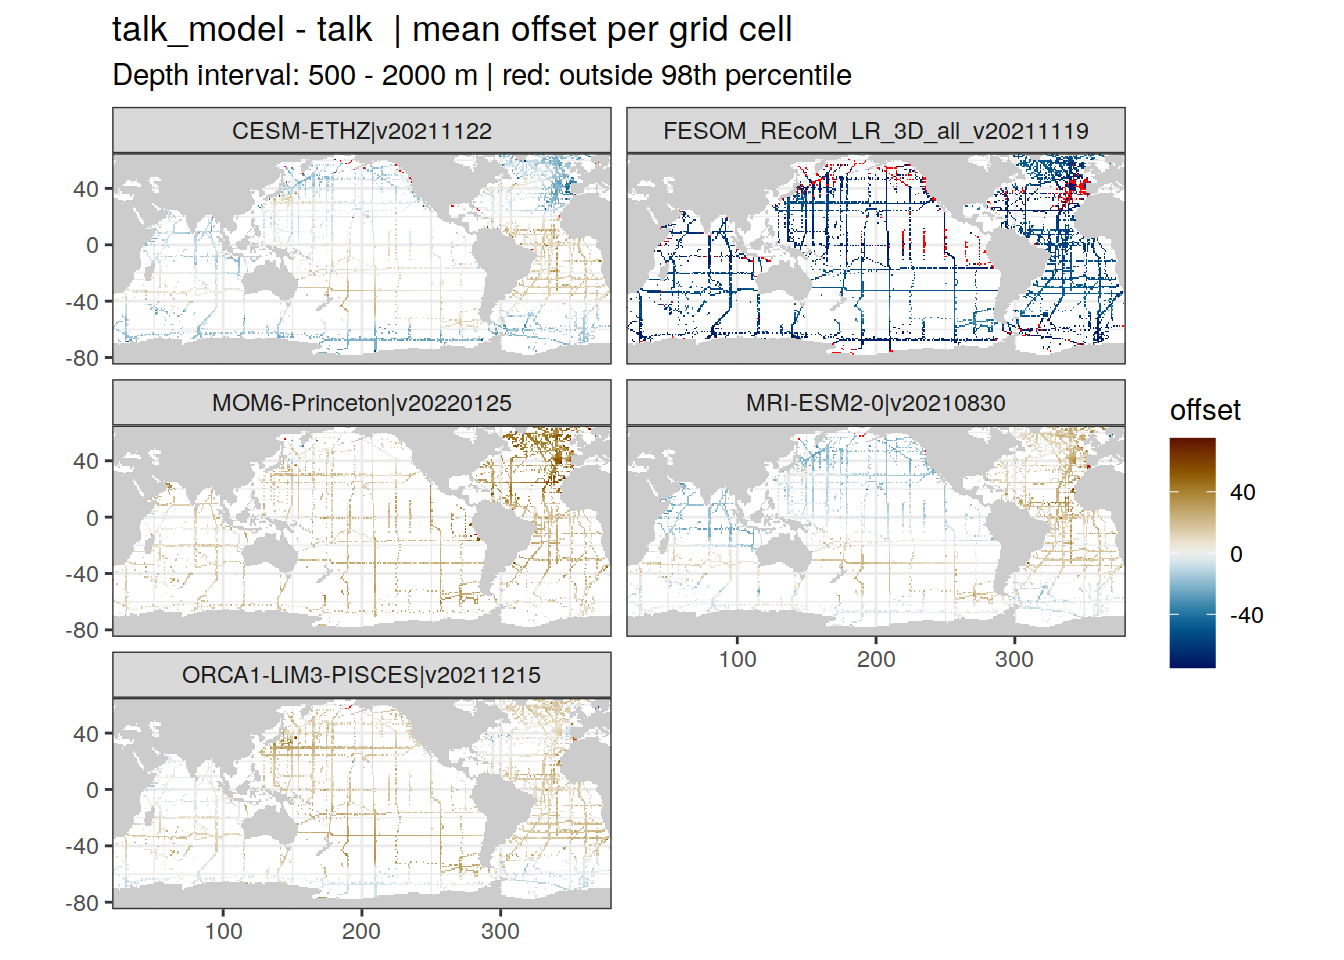 talk_model - talk  | mean offset per grid cell
Depth interval: 500 - 2000 m | red: outside 98th percentile
CESM-ETHZ|v20211122
FESOM_REcoM_LR_3D_all_v20211119
40
0
-40
-80
MOM6-Princeton|v20220125
MRI-ESM2-0|v20210830
40
0
-40
-80
100
200
300
ORCA1-LIM3-PISCES|v20211215
40
0
-40
-80
100
200
300
offset
40
0
-40